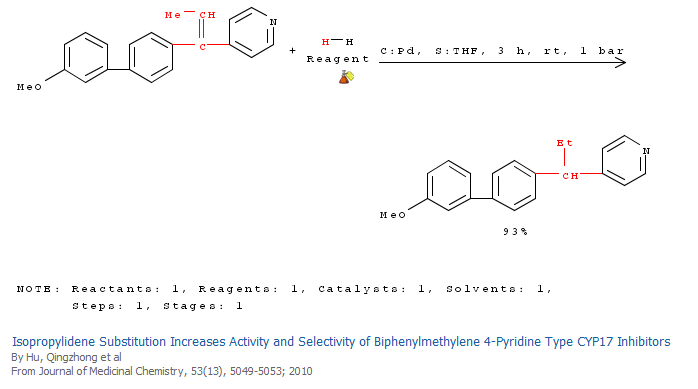 Me CH
N
C
+ H H C:Pd, S:THF, 3 h, rt, 1 bar
Reagent
MeO
Et
N
CH
MeO
93%
NOTE: Reactants: 1, Reagents: 1, Catalysts: 1, Solvents: 1,
Steps: 1, Stages: 1
Isopropylidene Substitution Increases Activity and Selectivity of Biphenylmethylene 4-Pyridine Type CYP17 Inhibitors
By Hu, Qingzhong et al
From Journal of Medicinal Chemistry, 53(13), 5049-5053; 2010